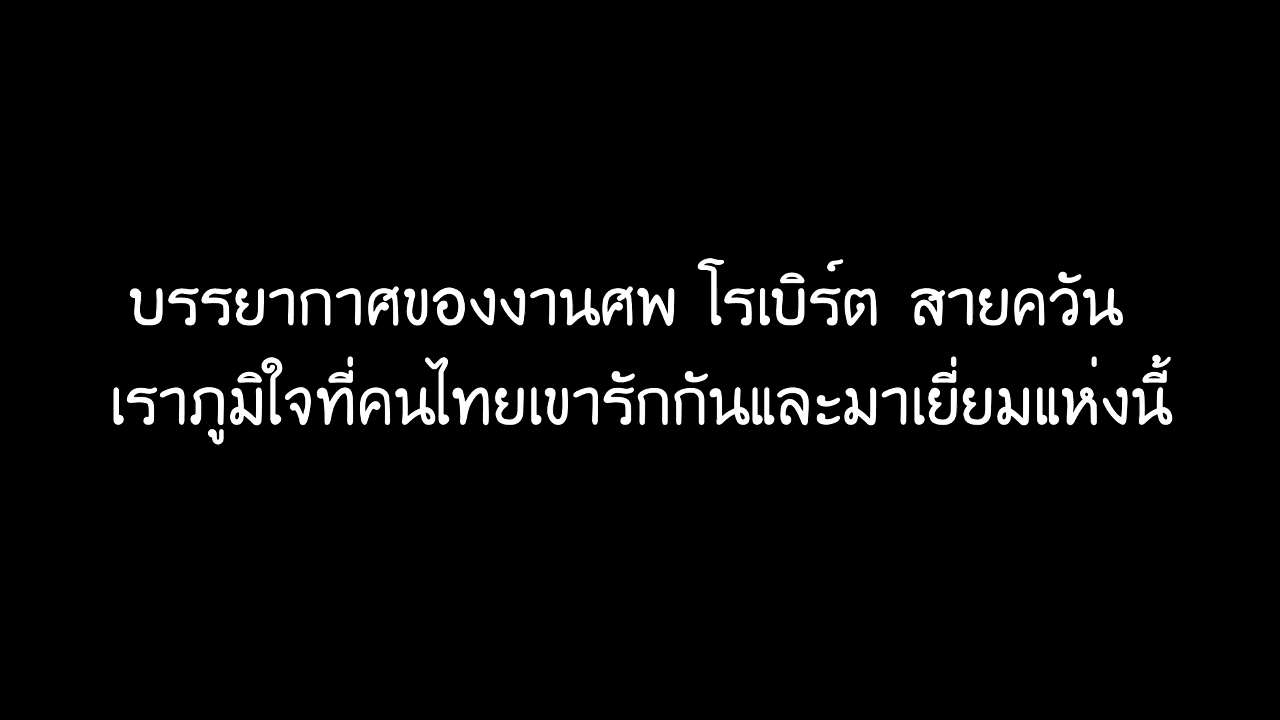 บรรยากาศของงานศพ โรเบิร์ต สายควัน
เราภูมิใจที่คนไทยเขารักกันและมาเยี่ยมแห่งนี้